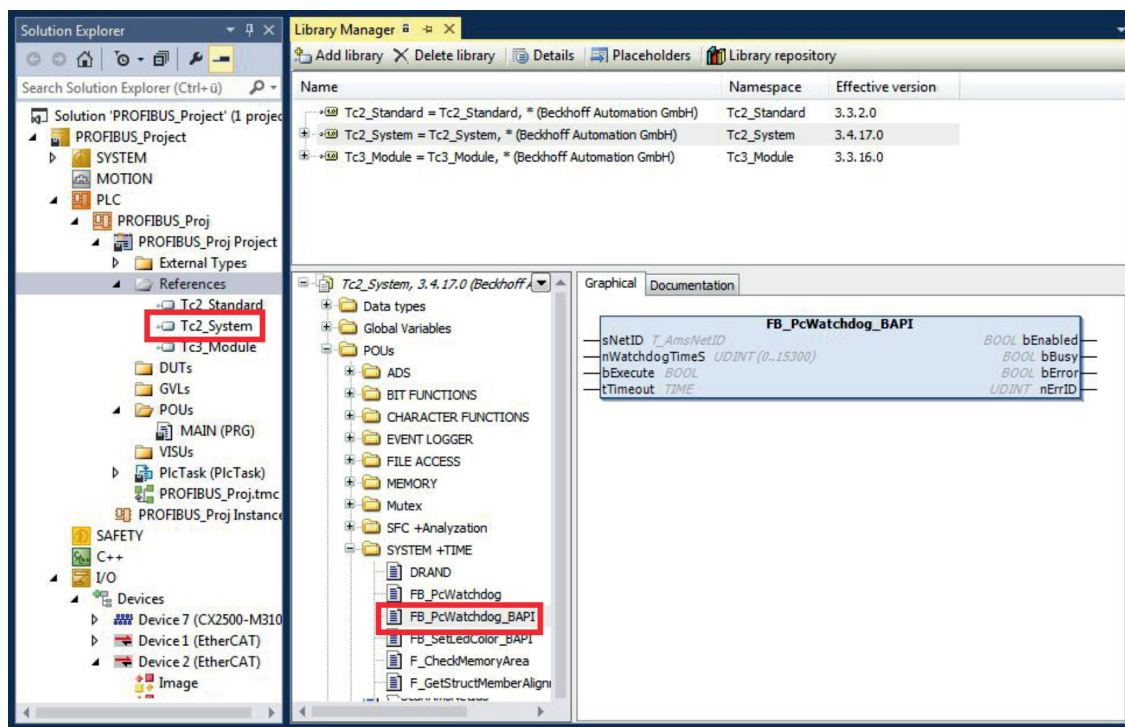 Solution Explorer
Search Solution Explorer (Ctrl+ü)
Solution 'PROFIBUS_Project' (1 projec
PROFIBUS_Project
SYSTEM
MOTION
PLC
PROFIBUS_Proj
PROFIBUS_Proj Project
External Types
References
Tc2_Standard
Tc2_System
Tc3_Module
DUTs
GVLs
POUs
MAIN (PRG)
VISUs
PlcTask (PlcTask)
PROFIBUS_Proj.tmc
PROFIBUS_Proj Instance
SAFETY
C++
I/O
Devices
Device 7 (CX2500-M310
Device 1 (EtherCAT)
Device 2 (EtherCAT)
Image
Library Manager
Add library Delete library Details Placeholders Library repository
Name Namespace Effective version
Tc2_Standard = Tc2_Standard, * (Beckhoff Automation GmbH) Tc2_Standard 3.3.2.0
Tc2_System = Tc2_System, * (Beckhoff Automation GmbH) Tc2_System 3.4.17.0
Tc3_Module = Tc3_Module, * (Beckhoff Automation GmbH) Tc3_Module 3.3.16.0
Tc2_System, 3.4.17.0 (Beckhoff A
Data types
Global Variables
POUs
ADS
BIT FUNCTIONS
CHARACTER FUNCTIONS
EVENT LOGGER
FILE ACCESS
MEMORY
Mutex
SFC +Analyzation
SYSTEM +TIME
DRAND
FB_PcWatchdog
FB_PcWatchdog_BAPI
FB_SetLedColor_BAPI
F_CheckMemoryArea
F_GetStructMemberAlignm
Graphical Documentation
FB_PcWatchdog_BAPI
sNetID T_AmsNetID BOOL bEnabled
nWatchdogTimeS UDINT (0..15300) BOOL bBusy
bExecute BOOL BOOL bError
tTimeout TIME UDINT nErrID